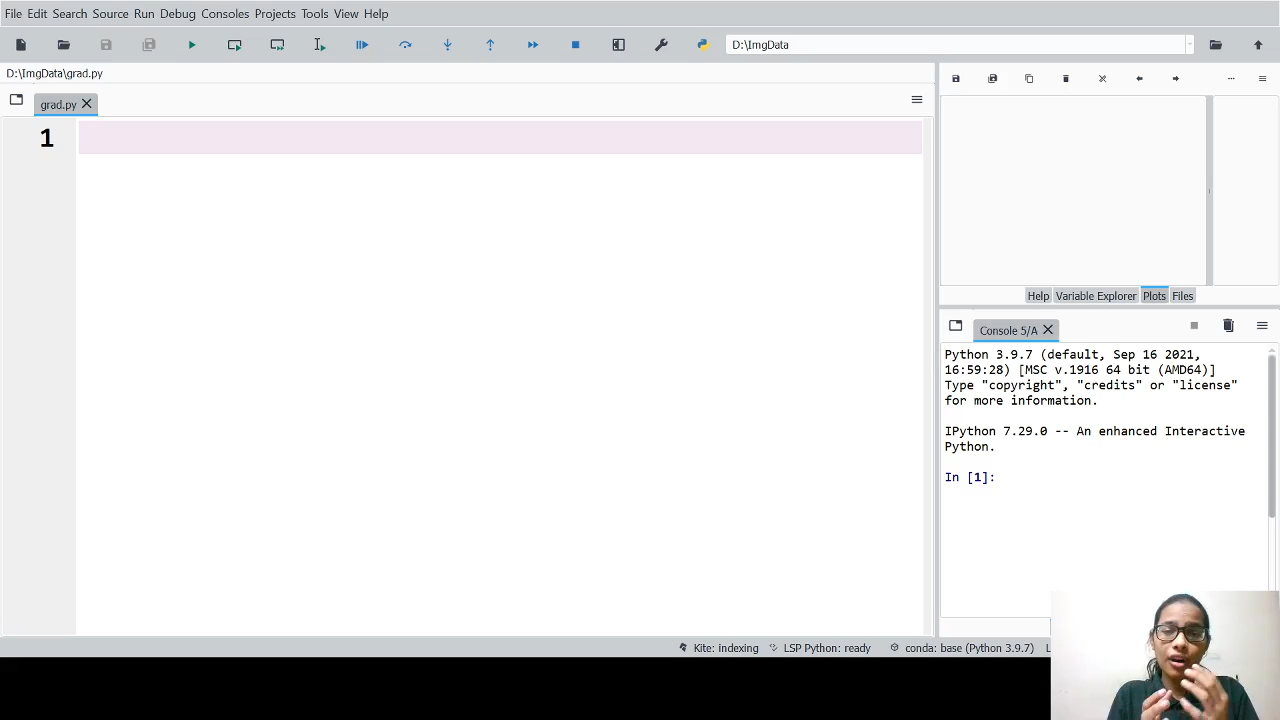 File Edit Search Source Run Debug Consoles Projects Tools View Help
D:\ImgData
D:\ImgData\grad.py
grad.py
1
Help Variable Explorer Plots Files
Console 5/A
Python 3.9.7 (default, Sep 16 2021,
16:59:28) [MSC v.1916 64 bit (AMD64)]
Type "copyright", "credits" or "license"
for more information.
IPython 7.29.0 -- An enhanced Interactive
Python.
In [1]:
Kite: indexing LSP Python: ready conda: base (Python 3.9.7)